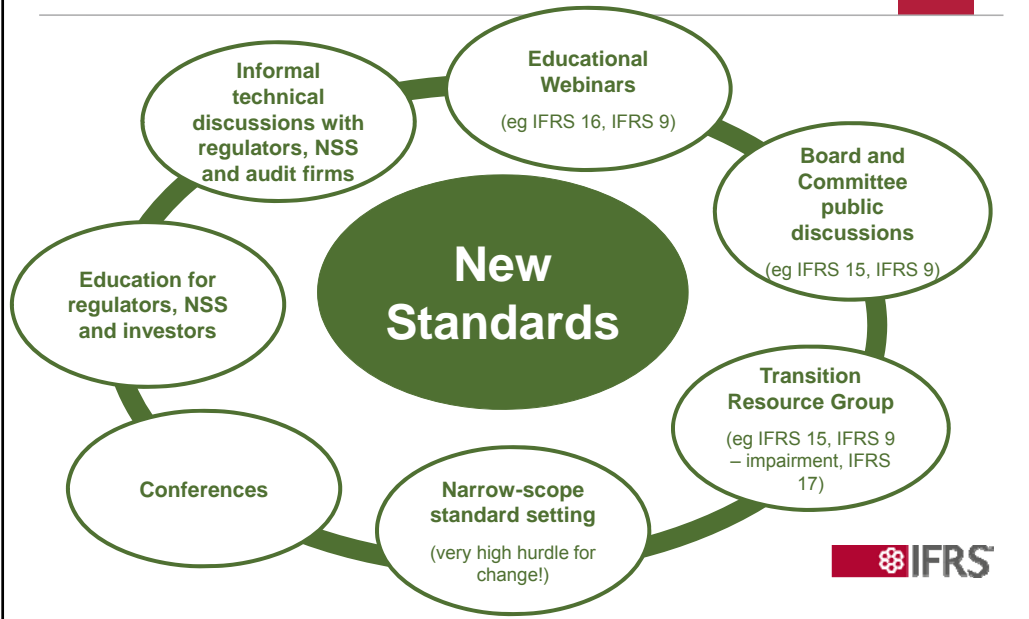 Informal
technical
discussions with
regulators, NSS
and audit firms
Educational
Webinars
(eg IFRS 16, IFRS 9)
Board and
Committee
public
discussions
(eg IFRS 15, IFRS 9)
Transition
Resource Group
(eg IFRS 15, IFRS 9
– impairment, IFRS
17)
Narrow-scope
standard setting
(very high hurdle for
change!)
Conferences
Education for
regulators, NSS
and investors
New
Standards
IFRS